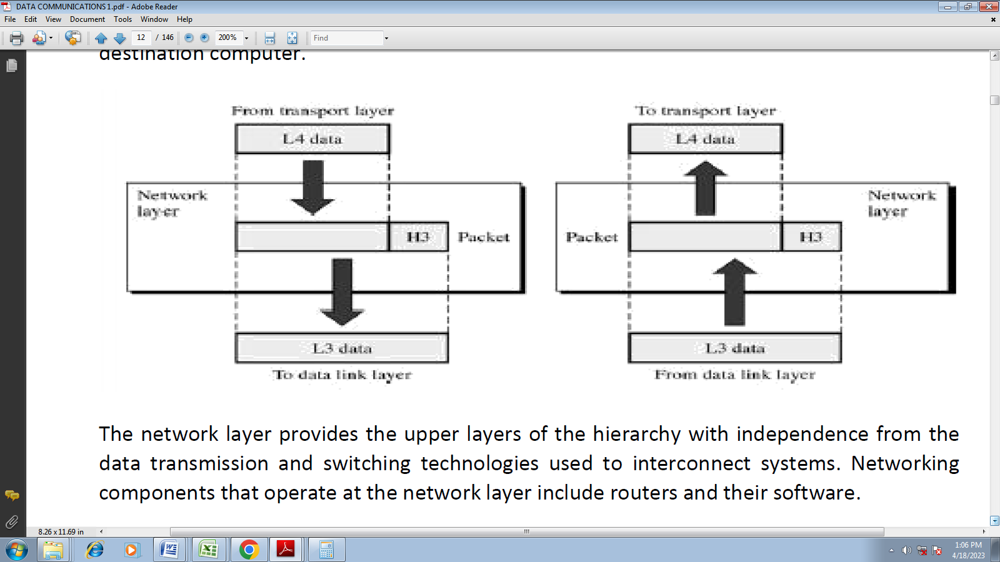 DATA COMMUNICATIONS 1.pdf - Adobe Reader
File Edit View Document Tools Window Help
12 / 146 200% Find
destination computer.
From transport layer To transport layer
L4 data L4 data
Network Network
layer layer
H3 Packet Packet H3
L3 data L3 data
To data link layer From data link layer
The network layer provides the upper layers of the hierarchy with independence from the
data transmission and switching technologies used to interconnect systems. Networking
components that operate at the network layer include routers and their software.
8.26 x 11.69 in
1:06 PM
4/18/2023